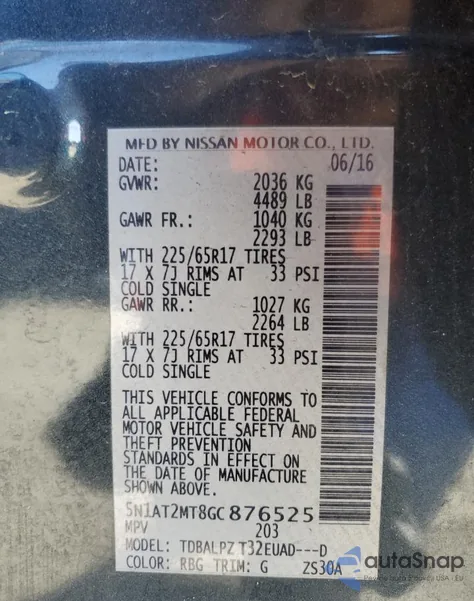 MFD BY NISSAN MOTOR CO., LTD.
DATE: 06/16
GVWR: 2036 KG
4489 LB
GAWR FR.: 1040 KG
2293 LB
WITH 225/65R17 TIRES
17 X 7J RIMS AT 33 PSI
COLD SINGLE
GAWR RR.: 1027 KG
2264 LB
WITH 225/65R17 TIRES
17 X 7J RIMS AT 33 PSI
COLD SINGLE
THIS VEHICLE CONFORMS TO
ALL APPLICABLE FEDERAL
MOTOR VEHICLE SAFETY AND
THEFT PREVENTION
STANDARDS IN EFFECT ON
THE DATE OF MANUFACTURE
SHOWN ABOVE.
5N1AT2MT8GC876525
MPV 203
MODEL: TDBALPZ T32EUAD---D
COLOR: RBG TRIM: G ZS30A
autoSnap